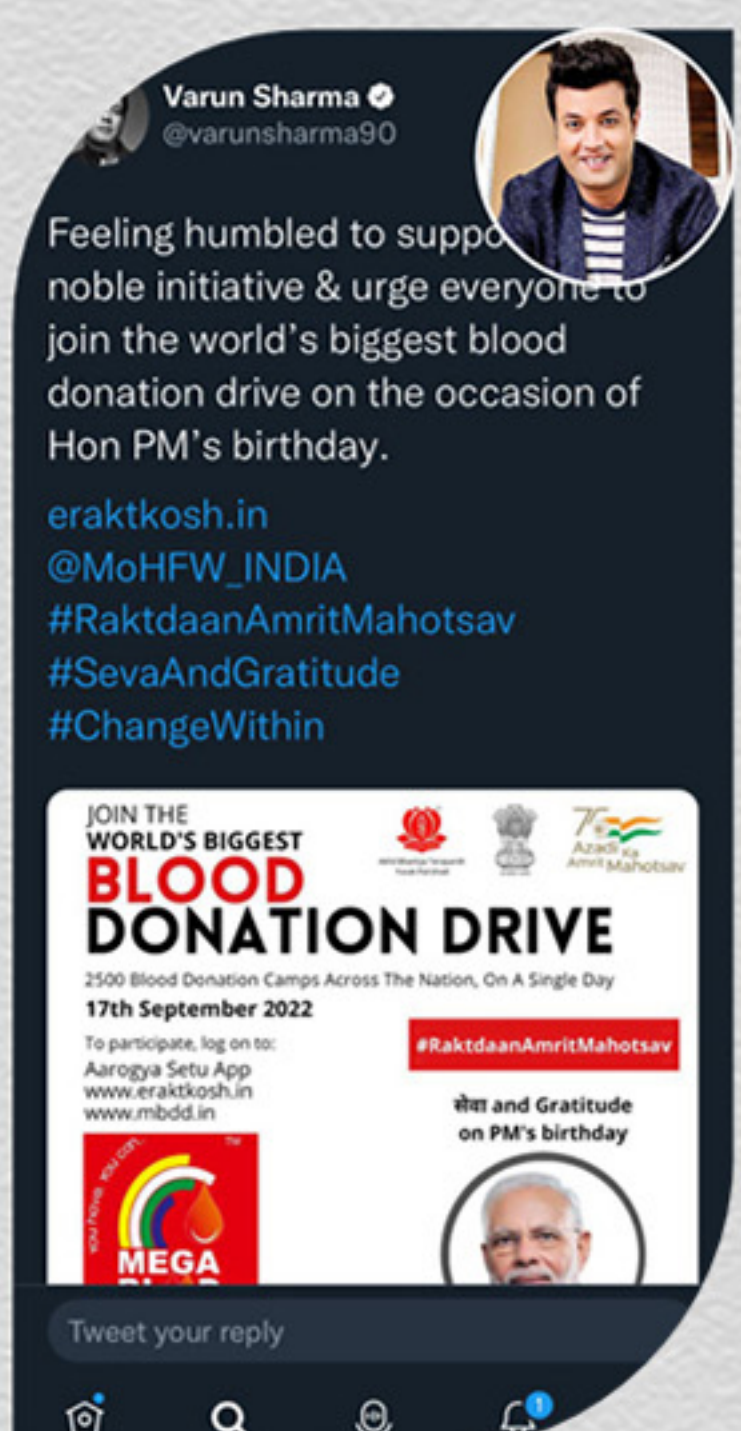 Varun Sharma
@varunsharma90
Feeling humbled to suppo
noble initiative & urge everyone to
join the world's biggest blood
donation drive on the occasion of
Hon PM's birthday.
eraktkosh.in
@MoHFW_INDIA
#RaktdaanAmritMahotsav
#SevaAndGratitude
#ChangeWithin
JOIN THE
WORLD'S BIGGEST
BLOOD
DONATION DRIVE
75
Azadi Ka
Amrit Mahotsav
2500 Blood Donation Camps Across The Nation, On A Single Day
17th September 2022
To participate, log on to:
Aarogya Setu App
www.eraktkosh.in
www.mbdd.in
#RaktdaanAmritMahotsav
सेवा and Gratitude
on PM's birthday
TM
MEGA
Tweet your reply
1